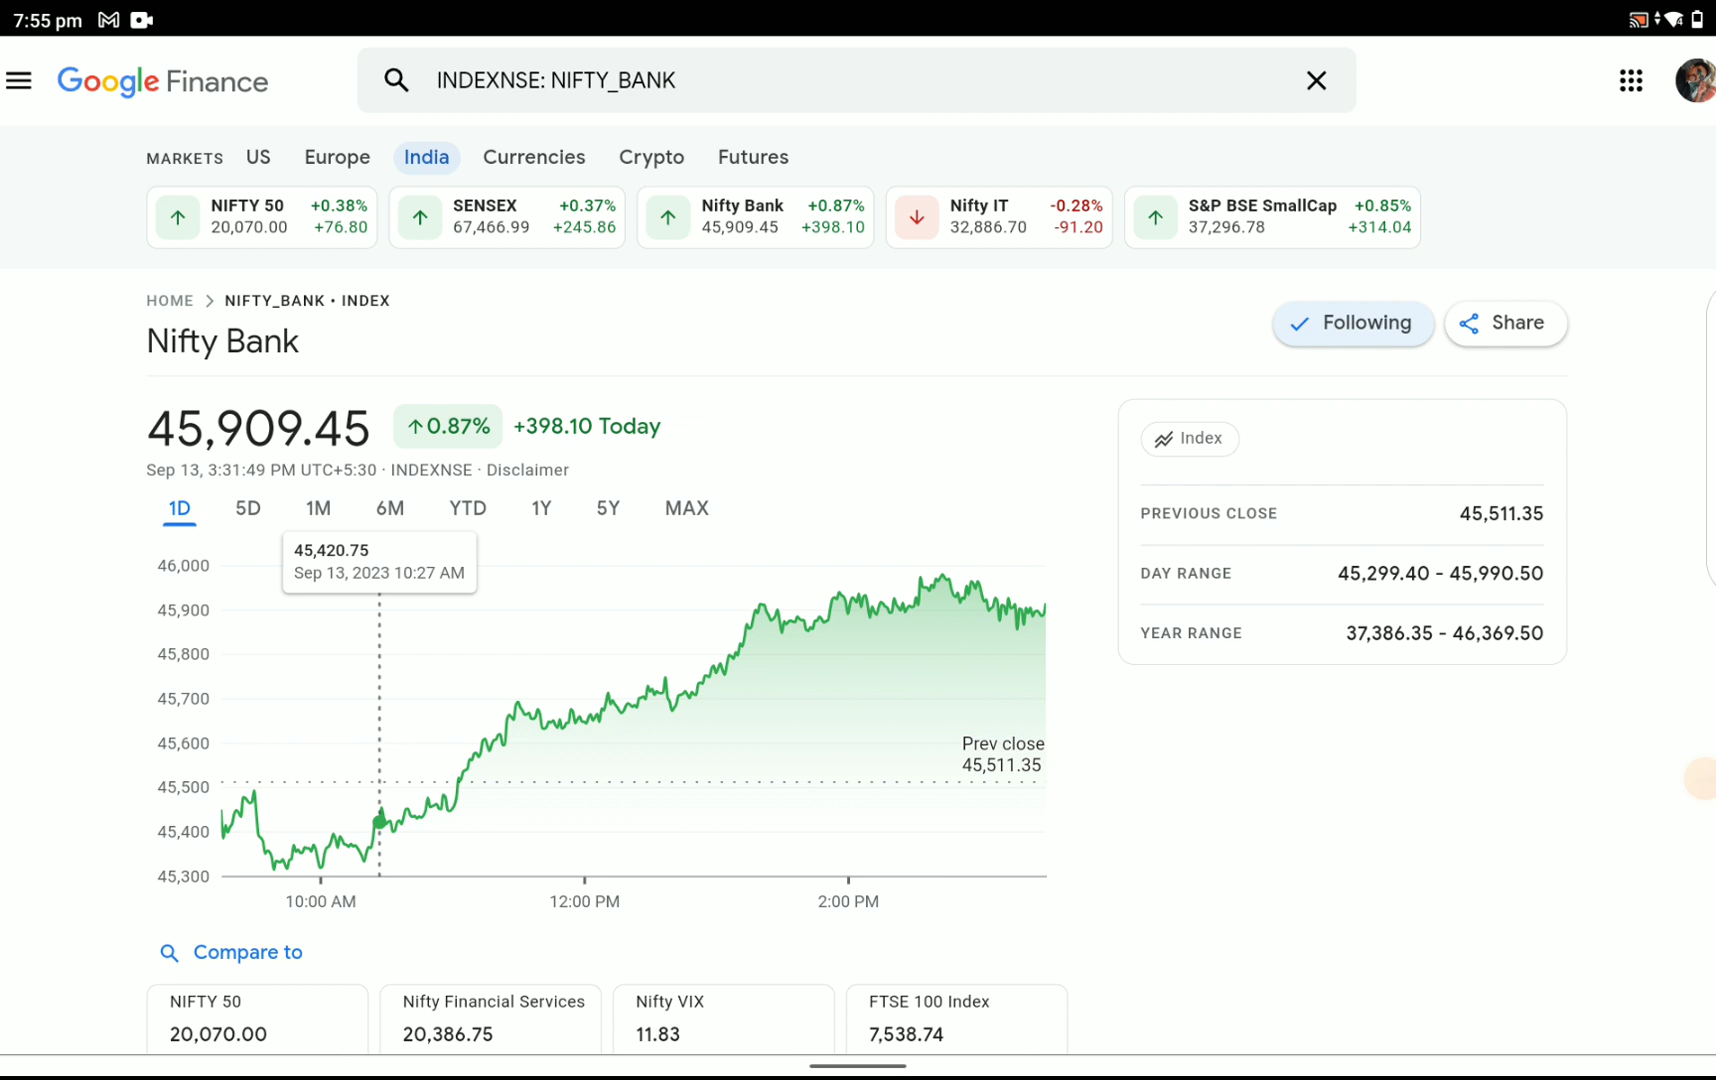 7:55 pm
Google Finance
INDEXNSE: NIFTY_BANK
MARKETS US Europe India Currencies Crypto Futures
NIFTY 50 +0.38%
20,070.00 +76.80
SENSEX +0.37%
67,466.99 +245.86
Nifty Bank +0.87%
45,909.45 +398.10
Nifty IT -0.28%
32,886.70 -91.20
S&P BSE SmallCap +0.85%
37,296.78 +314.04
HOME > NIFTY_BANK • INDEX
Nifty Bank
Following
Share
45,909.45 ↑0.87% +398.10 Today
Sep 13, 3:31:49 PM UTC+5:30 · INDEXNSE · Disclaimer
1D 5D 1M 6M YTD 1Y 5Y MAX
45,420.75
Sep 13, 2023 10:27 AM
46,000
45,900
45,800
45,700
45,600
45,500
45,400
45,300
Prev close
45,511.35
10:00 AM 12:00 PM 2:00 PM
Index
PREVIOUS CLOSE 45,511.35
DAY RANGE 45,299.40 - 45,990.50
YEAR RANGE 37,386.35 - 46,369.50
Compare to
NIFTY 50
20,070.00
Nifty Financial Services
20,386.75
Nifty VIX
11.83
FTSE 100 Index
7,538.74